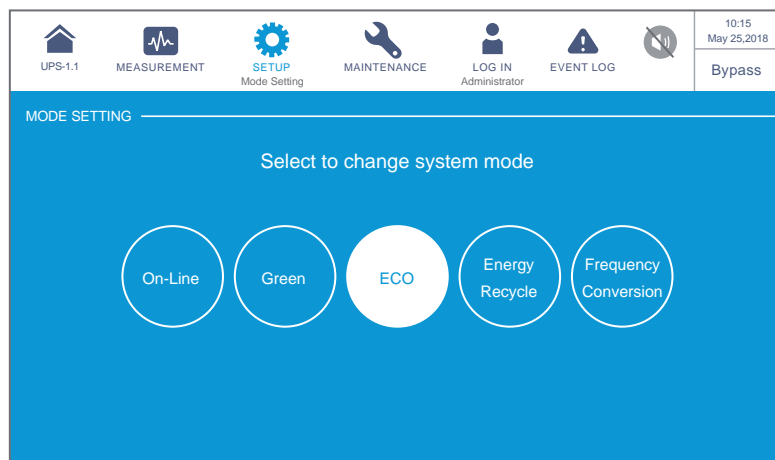 UPS-1.1
MEASUREMENT
SETUP
Mode Setting
MAINTENANCE
LOG IN
Administrator
EVENT LOG
10:15
May 25,2018
Bypass
MODE SETTING
Select to change system mode
On-Line
Green
ECO
Energy
Recycle
Frequency
Conversion